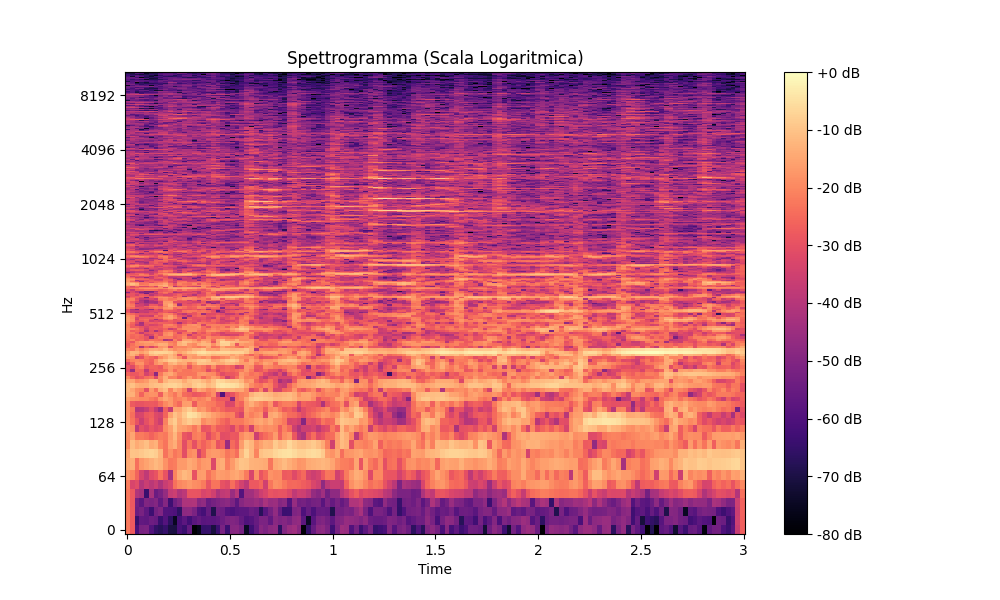 Spettrogramma (Scala Logaritmica)
Hz
8192
4096
2048
1024
512
256
128
64
0
0 0.5 1 1.5 2 2.5 3
Time
+0 dB
-10 dB
-20 dB
-30 dB
-40 dB
-50 dB
-60 dB
-70 dB
-80 dB